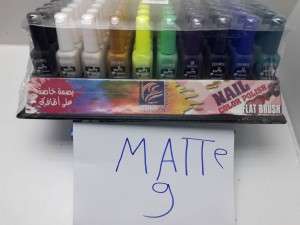 بصمة خاصة
على أظافرك
NAIL
COLOR POLISH
FLAT BRUSH
MATTe
9